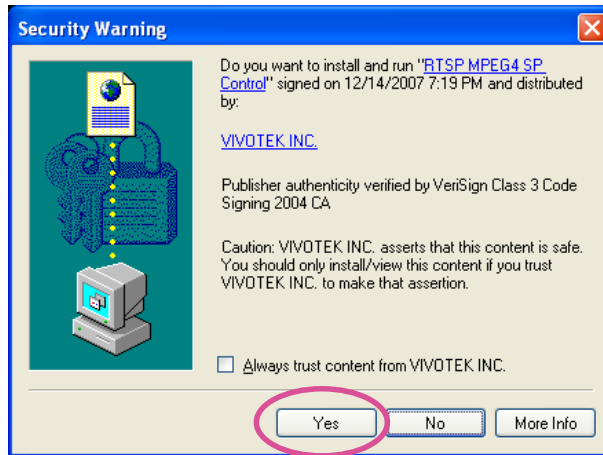 Security Warning
Do you want to install and run "RTSP MPEG4 SP
Control" signed on 12/14/2007 7:19 PM and distributed
by:
VIVOTEK INC.
Publisher authenticity verified by VeriSign Class 3 Code
Signing 2004 CA
Caution: VIVOTEK INC. asserts that this content is safe.
You should only install/view this content if you trust
VIVOTEK INC. to make that assertion.
Always trust content from VIVOTEK INC.
Yes No More Info